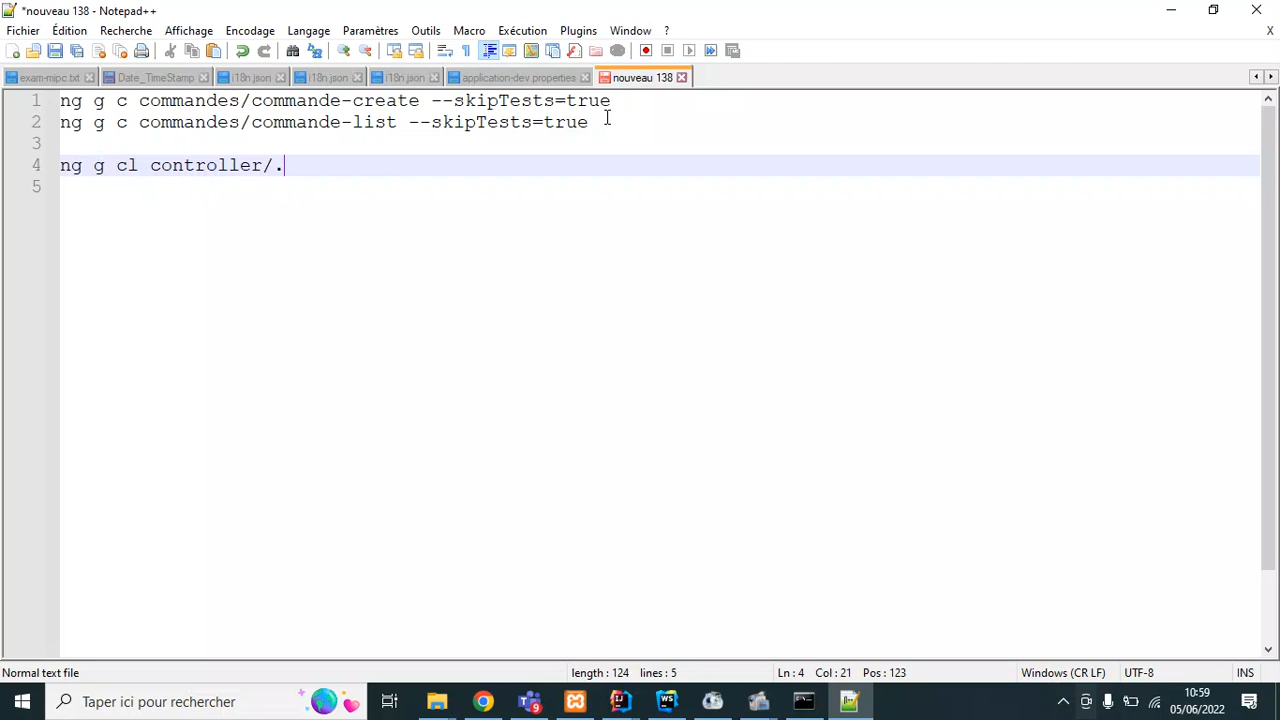 *nouveau 138 - Notepad++
Fichier Édition Recherche Affichage Encodage Langage Paramètres Outils Macro Exécution Plugins Window ? X
exam-mipc.txt Date_TimeStamp i18n.json i18n.json i18n.json application-dev.properties nouveau 138
1 ng g c commandes/commande-create --skipTests=true
2 ng g c commandes/commande-list --skipTests=true
3
4 ng g cl controller/.
5
Normal text file length : 124 lines : 5 Ln : 4 Col : 21 Pos : 123 Windows (CR LF) UTF-8 INS
Taper ici pour rechercher 9 10:59
05/06/2022